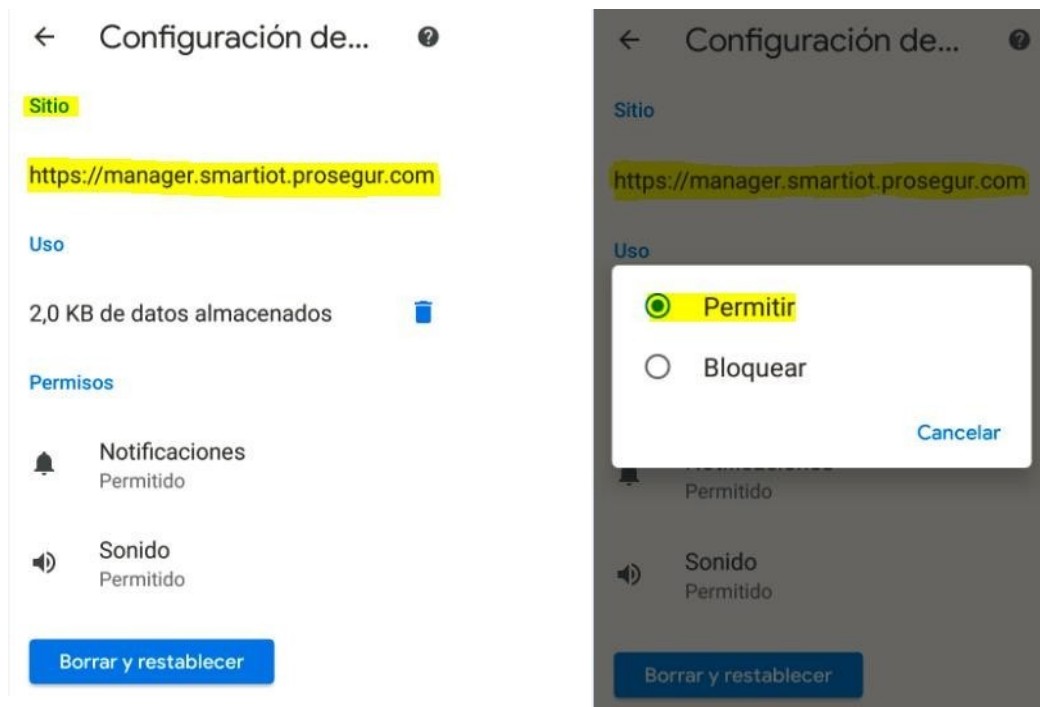 Configuración de...
Sitio
https://manager.smartiot.prosegur.com
Uso
2,0 KB de datos almacenados
Permisos
Notificaciones
Permitido
Sonido
Permitido
Borrar y restablecer
Configuración de...
Sitio
https://manager.smartiot.prosegur.com
Uso
Permitir
Bloquear
Cancelar
Permitido
Sonido
Permitido
Borrar y restablecer